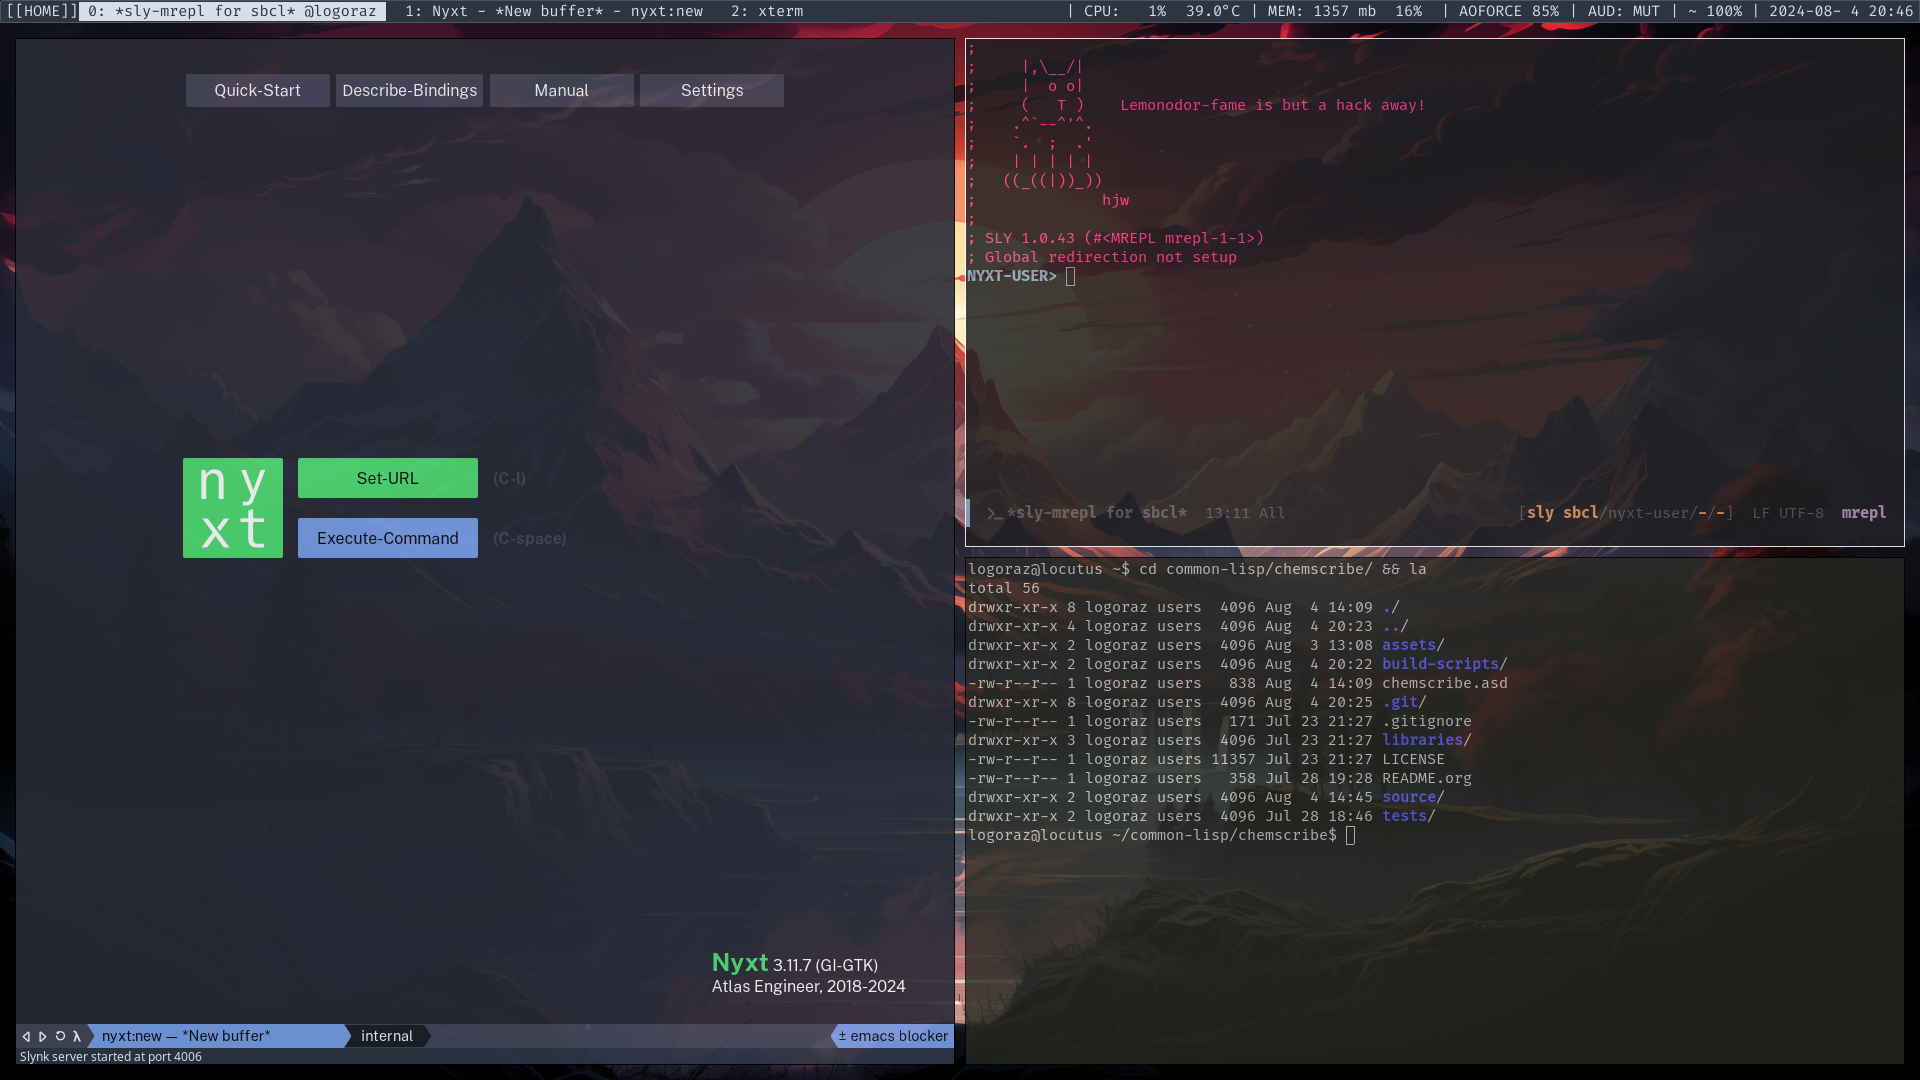 [[HOME]] 0: *sly-mrepl for sbcl* @logoraz  1: Nyxt - *New buffer* - nyxt:new  2: xterm  | CPU:   1%  39.0°C | MEM: 1357 mb  16%  | AOFORCE 85% | AUD: MUT | ~ 100% | 2024-08- 4 20:46
Quick-Start Describe-Bindings Manual Settings
ny
xt
Set-URL (C-l)
Execute-Command (C-space)
Nyxt 3.11.7 (GI-GTK)
Atlas Engineer, 2018-2024
λ nyxt:new — *New buffer* internal ± emacs blocker
Slynk server started at port 4006
;
;     |,\__/|
;     |  o o|
;     (   T )    Lemonodor-fame is but a hack away!
;    .^`--^'^.
;    `.  ;  .'
;    | | | | |
;   ((_((|))_))
;              hjw
;
; SLY 1.0.43 (#<MREPL mrepl-1-1>)
; Global redirection not setup
NYXT-USER>
>_ *sly-mrepl for sbcl*  13:11 All  [sly sbcl/nyxt-user/-/-]  LF UTF-8  mrepl
logoraz@locutus ~$ cd common-lisp/chemscribe/ && la
total 56
drwxr-xr-x 8 logoraz users  4096 Aug  4 14:09 ./
drwxr-xr-x 4 logoraz users  4096 Aug  4 20:23 ../
drwxr-xr-x 2 logoraz users  4096 Aug  3 13:08 assets/
drwxr-xr-x 2 logoraz users  4096 Aug  4 20:22 build-scripts/
-rw-r--r-- 1 logoraz users   838 Aug  4 14:09 chemscribe.asd
drwxr-xr-x 8 logoraz users  4096 Aug  4 20:25 .git/
-rw-r--r-- 1 logoraz users   171 Jul 23 21:27 .gitignore
drwxr-xr-x 3 logoraz users  4096 Jul 23 21:27 libraries/
-rw-r--r-- 1 logoraz users 11357 Jul 23 21:27 LICENSE
-rw-r--r-- 1 logoraz users   358 Jul 28 19:28 README.org
drwxr-xr-x 2 logoraz users  4096 Aug  4 14:45 source/
drwxr-xr-x 2 logoraz users  4096 Jul 28 18:46 tests/
logoraz@locutus ~/common-lisp/chemscribe$